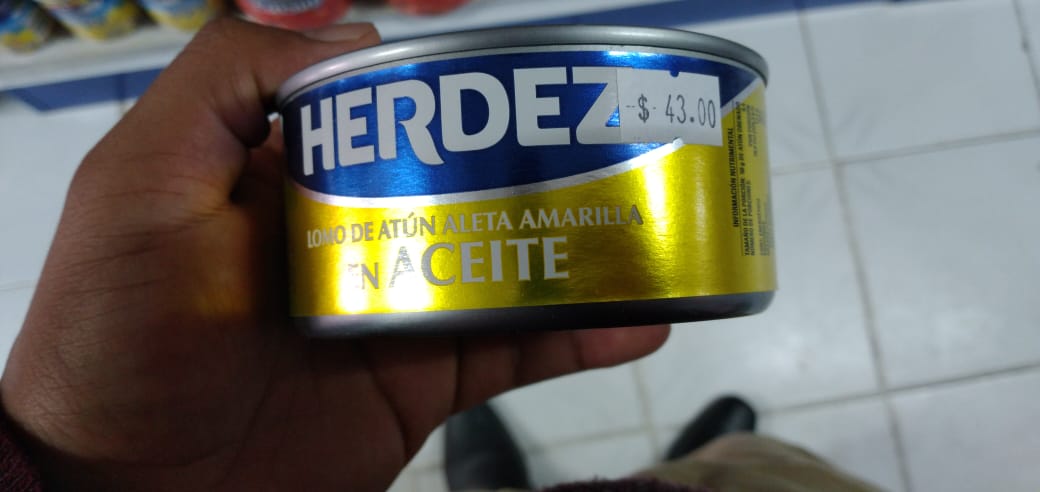 HERDEZ
$ 43.00
LOMO DE ATÚN ALETA AMARILLA
EN ACEITE
INFORMACIÓN NUTRIMENTAL